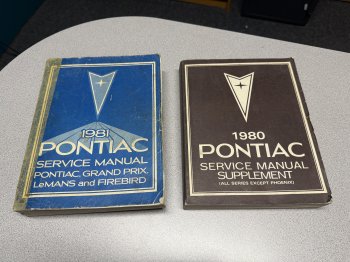 1981
PONTIAC
SERVICE MANUAL
PONTIAC, GRAND PRIX,
LeMANS and FIREBIRD
1980
PONTIAC
SERVICE MANUAL
SUPPLEMENT
(ALL SERIES EXCEPT PHOENIX)